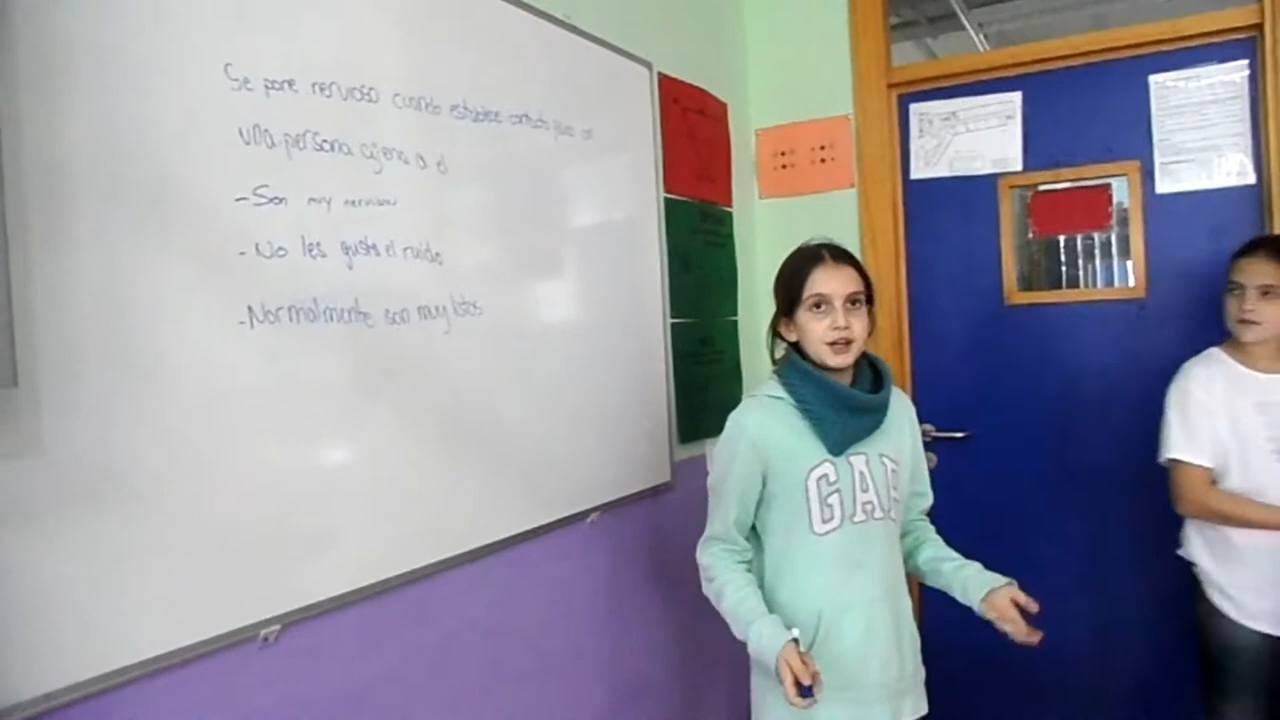 Se pone nervioso cuando establece contacto físico con
una persona ajena a él
-Son muy nerviosos
- No les gusta el ruido
-Normalmente son muy listos
GAP